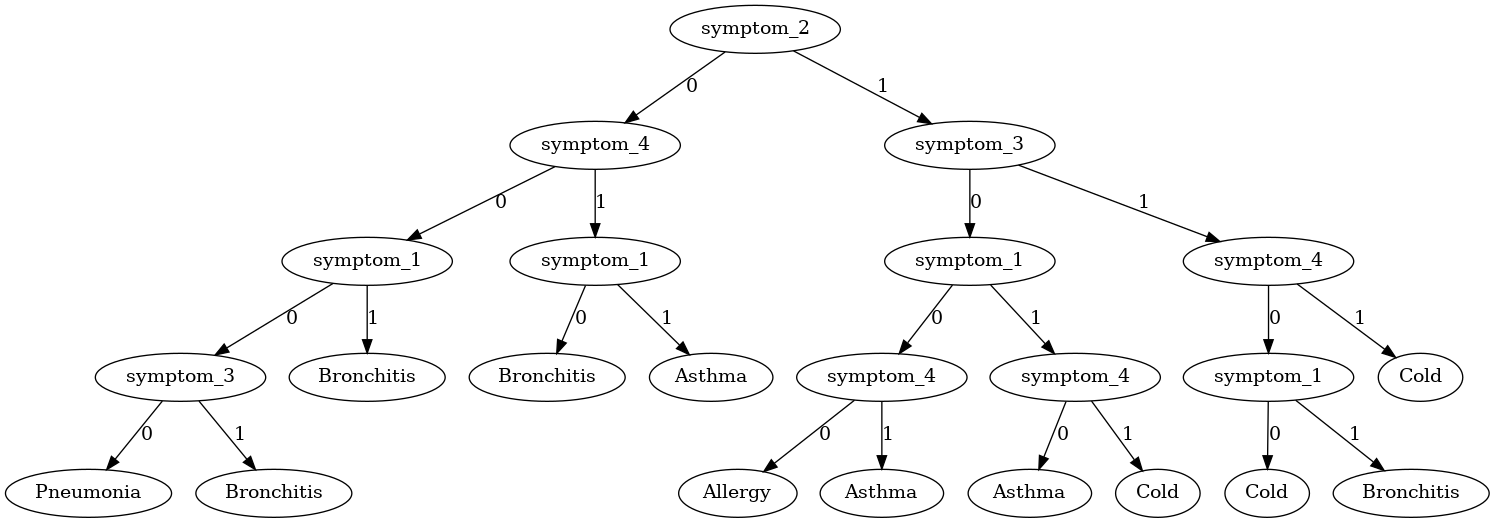 symptom_2
0 1
symptom_4 symptom_3
0 1 0 1
symptom_1 symptom_1 symptom_1 symptom_4
0 1 0 1 0 1 0 1
symptom_3 Bronchitis Bronchitis Asthma symptom_4 symptom_4 symptom_1 Cold
0 1 0 1 0 1 0 1
Pneumonia Bronchitis Allergy Asthma Asthma Cold Cold Bronchitis